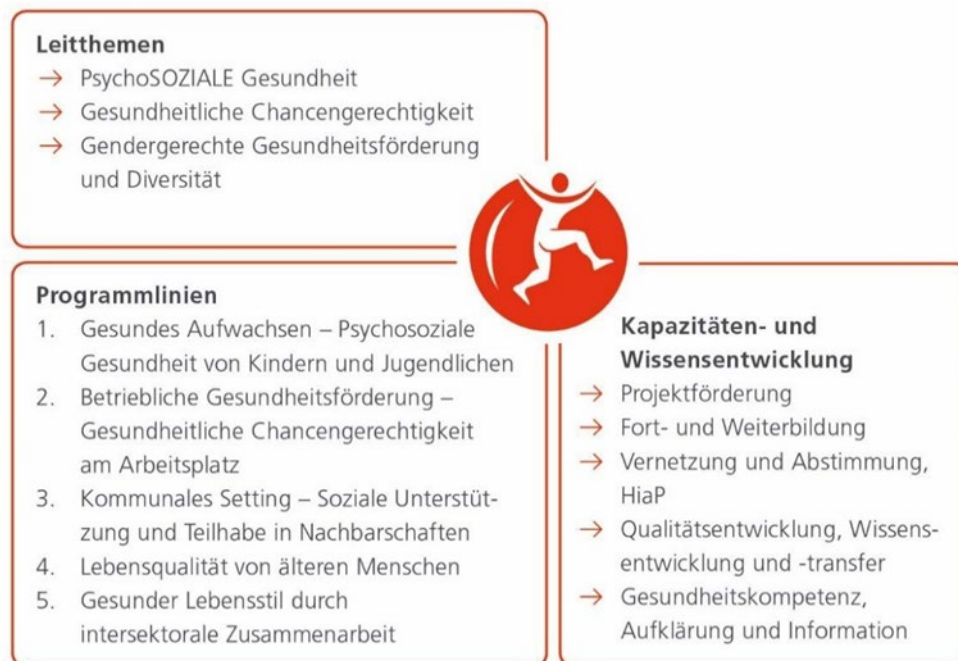 Leitthemen
→ PsychoSOZIALE Gesundheit
→ Gesundheitliche Chancengerechtigkeit
→ Gendergerechte Gesundheitsförderung
und Diversität
Programmlinien
1. Gesundes Aufwachsen – Psychosoziale
Gesundheit von Kindern und Jugendlichen
2. Betriebliche Gesundheitsförderung –
Gesundheitliche Chancengerechtigkeit
am Arbeitsplatz
3. Kommunales Setting – Soziale Unterstüt-
zung und Teilhabe in Nachbarschaften
4. Lebensqualität von älteren Menschen
5. Gesunder Lebensstil durch
intersektorale Zusammenarbeit
Kapazitäten- und
Wissensentwicklung
→ Projektförderung
→ Fort- und Weiterbildung
→ Vernetzung und Abstimmung,
HiaP
→ Qualitätsentwicklung, Wissens-
entwicklung und -transfer
→ Gesundheitskompetenz,
Aufklärung und Information